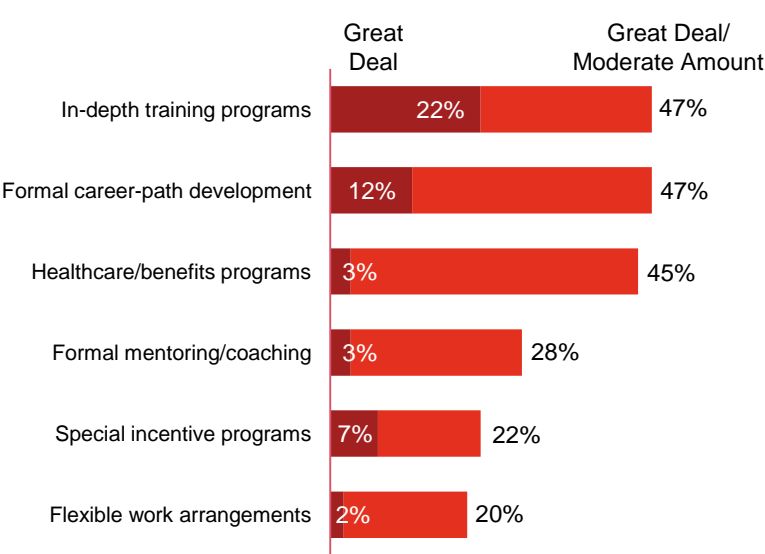 Great
Deal
Great Deal/
Moderate Amount
In-depth training programs 22% 47%
Formal career-path development 12% 47%
Healthcare/benefits programs 3% 45%
Formal mentoring/coaching 3% 28%
Special incentive programs 7% 22%
Flexible work arrangements 2% 20%